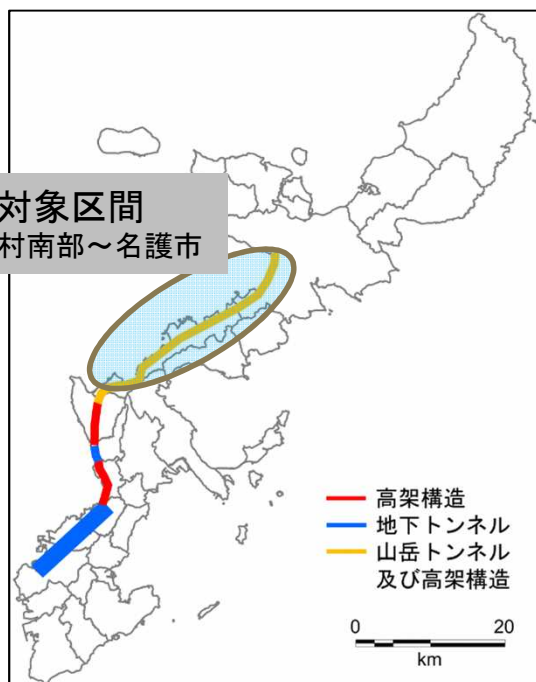 対象区間
村南部～名護市
高架構造
地下トンネル
山岳トンネル
及び高架構造
0 20
km